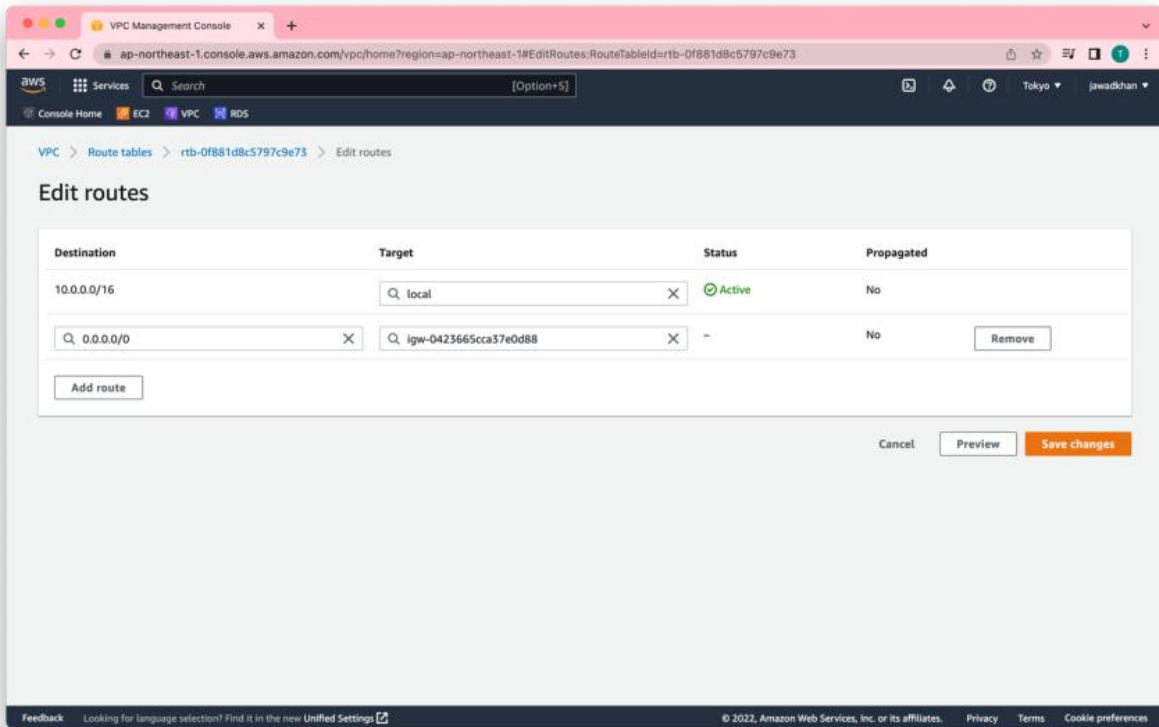 VPC Management Console
ap-northeast-1.console.aws.amazon.com/vpc/home?region=ap-northeast-1#EditRoutes:RouteTableId=rtb-0f881d8c5797c9e73
T
aws Services Search [Option+S] Tokyo jawadkhan
Console Home EC2 VPC RDS
VPC > Route tables > rtb-0f881d8c5797c9e73 > Edit routes
Edit routes
Destination Target Status Propagated
10.0.0.0/16 local Active No
0.0.0.0/0 igw-0423665cca37e0d88 – No Remove
Add route
Cancel Preview Save changes
Feedback Looking for language selection? Find it in the new Unified Settings © 2022, Amazon Web Services, Inc. or its affiliates. Privacy Terms Cookie preferences